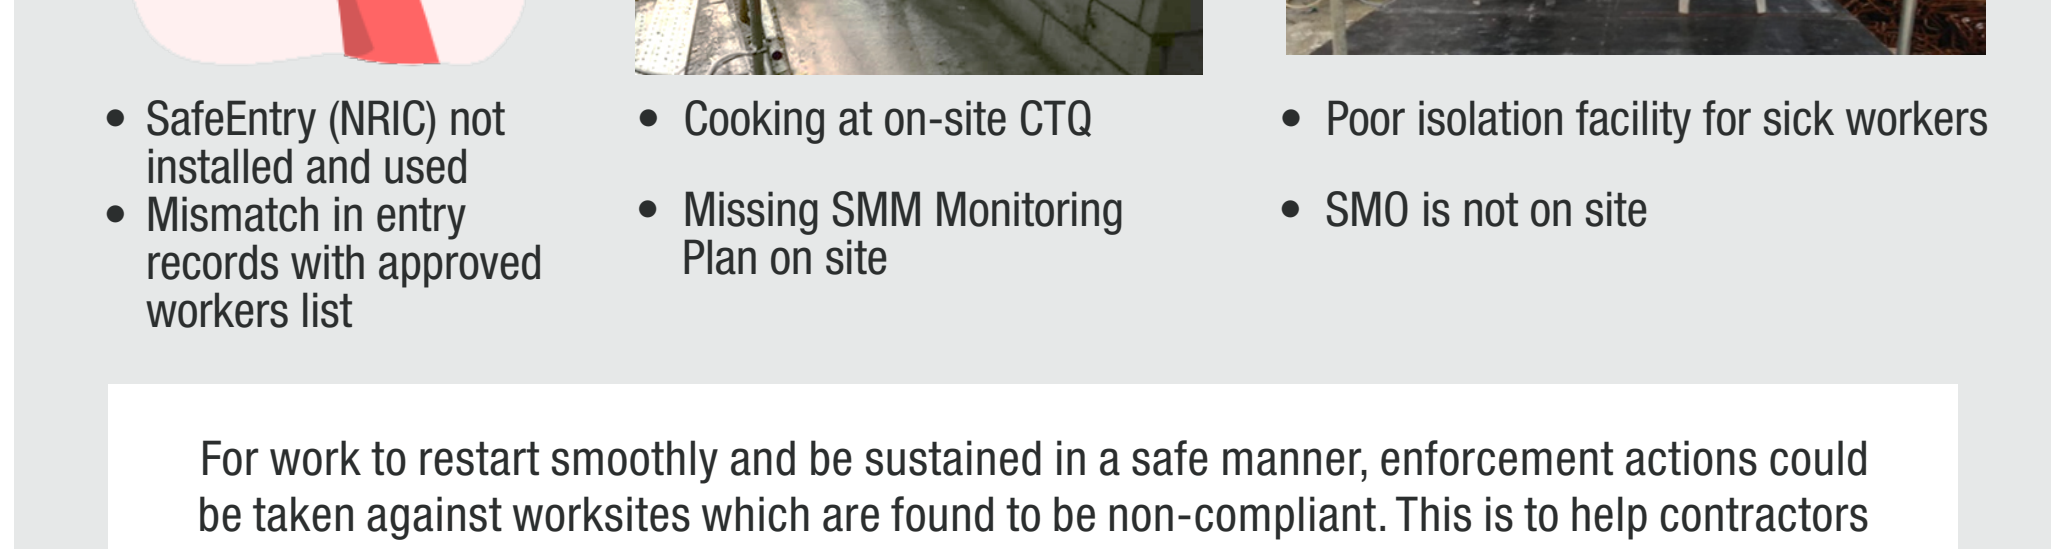 • SafeEntry (NRIC) not
installed and used
• Mismatch in entry
records with approved
workers list
• Cooking at on-site CTQ
• Missing SMM Monitoring
Plan on site
• Poor isolation facility for sick workers
• SMO is not on site
For work to restart smoothly and be sustained in a safe manner, enforcement actions could
be taken against worksites which are found to be non-compliant. This is to help contractors